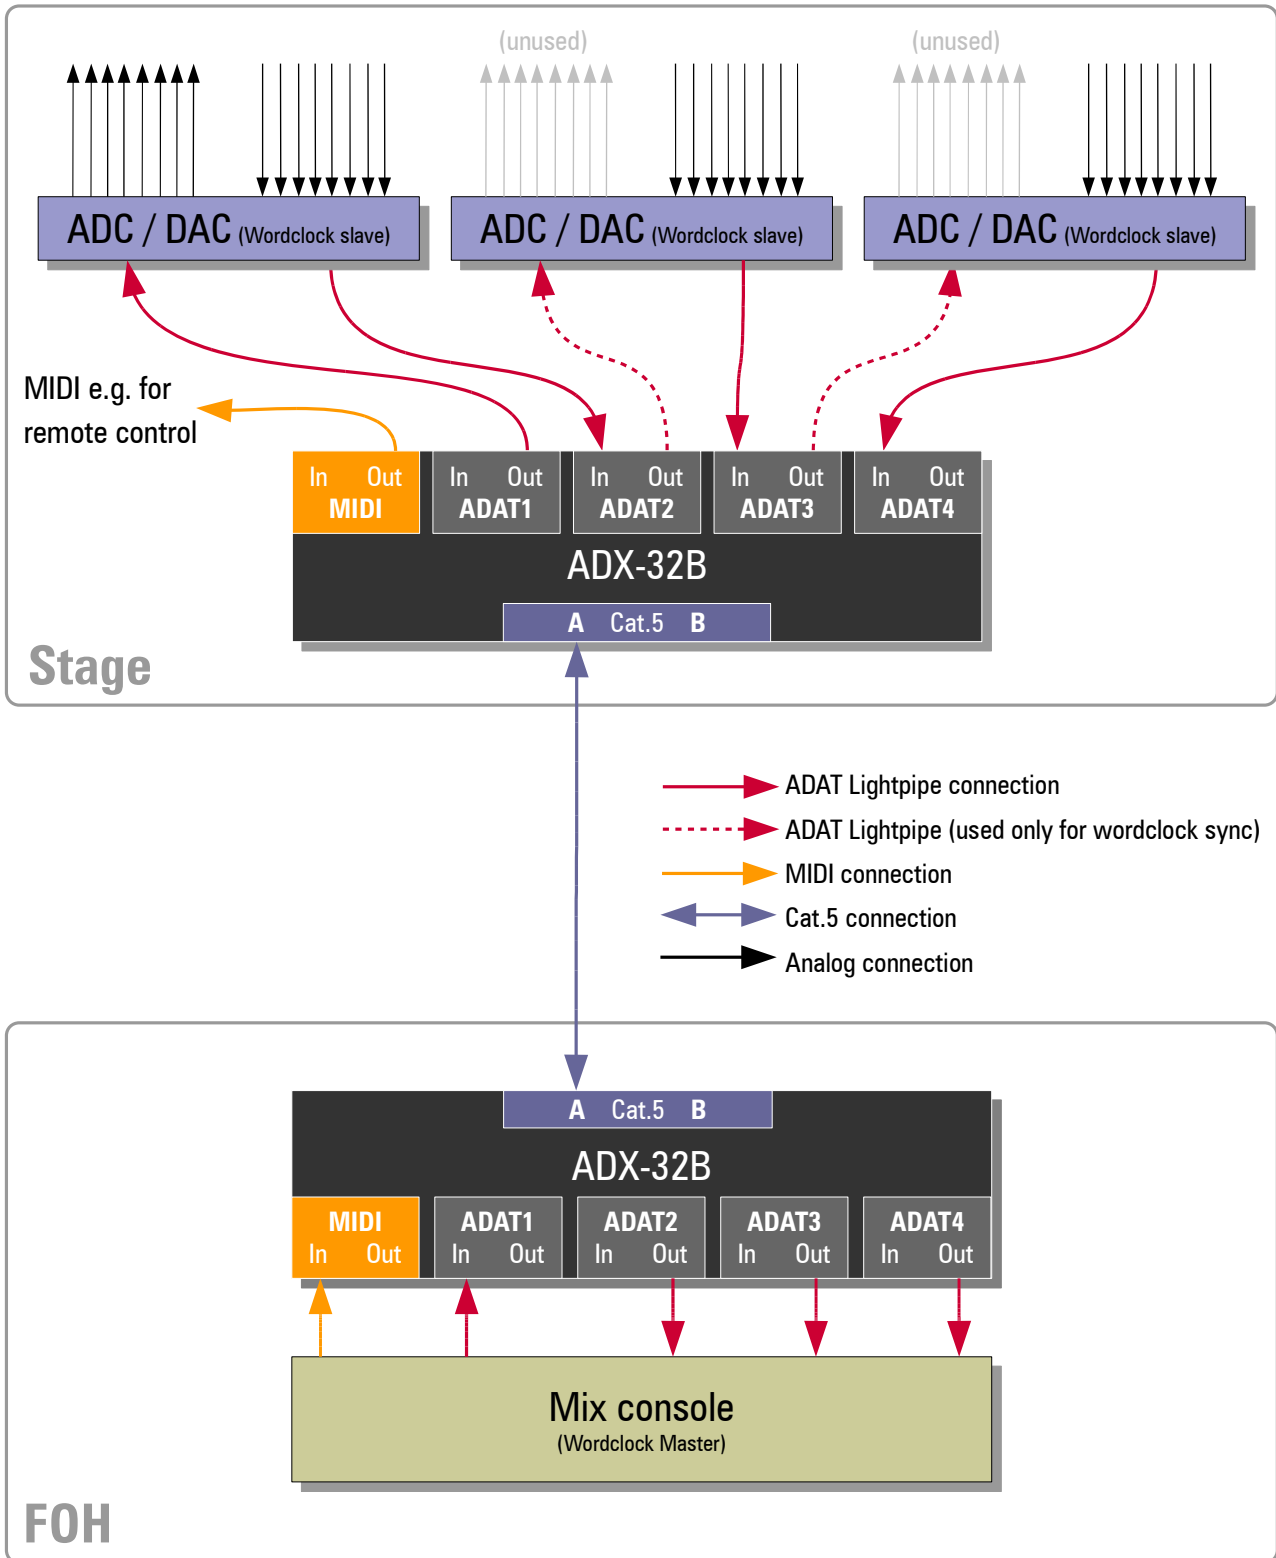 (unused) (unused)
ADC / DAC (Wordclock slave) ADC / DAC (Wordclock slave) ADC / DAC (Wordclock slave)
MIDI e.g. for
remote control
In Out In Out In Out In Out In Out
MIDI ADAT1 ADAT2 ADAT3 ADAT4
ADX-32B
A Cat.5 B
Stage
ADAT Lightpipe connection
ADAT Lightpipe (used only for wordclock sync)
MIDI connection
Cat.5 connection
Analog connection
A Cat.5 B
ADX-32B
MIDI ADAT1 ADAT2 ADAT3 ADAT4
In Out In Out In Out In Out In Out
Mix console
(Wordclock Master)
FOH